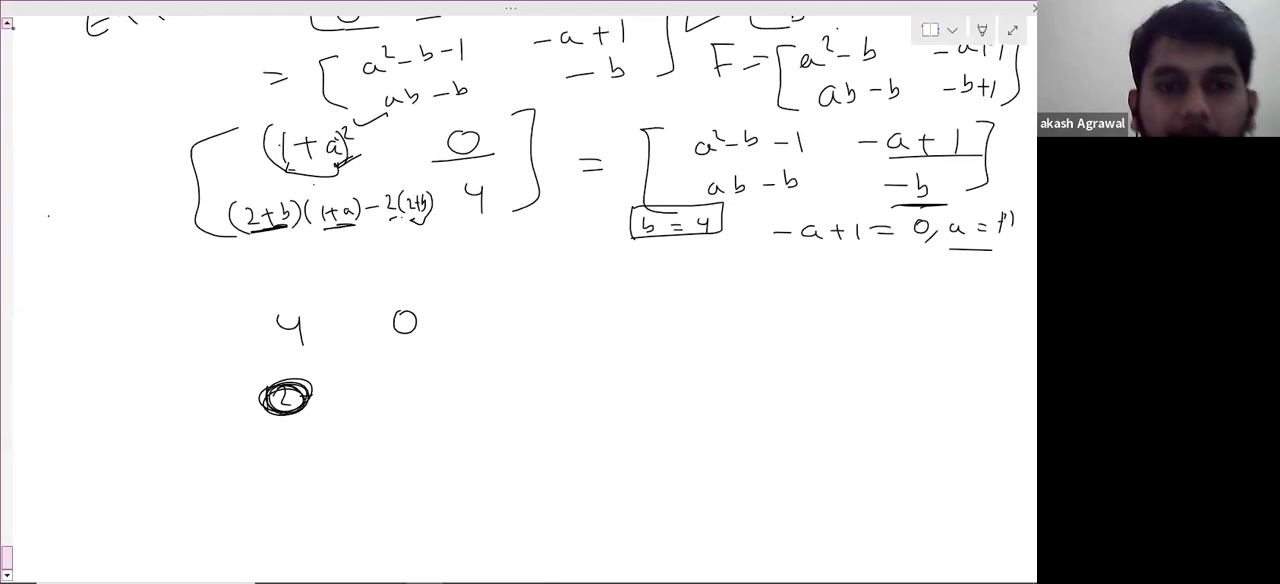 = [ a² - b - 1   - a + 1
ab - b   - b ]
F = [ a² - b   - a + 1
ab - b   - b + 1 ]
akash Agrawal
[ (1 + a)²   0
(2 + b)(1 + a) - 2(2 + b)   4 ]
= [ a² - b - 1   - a + 1
ab - b   - b ]
b = 4   - a + 1 = 0, a =
4   0
2